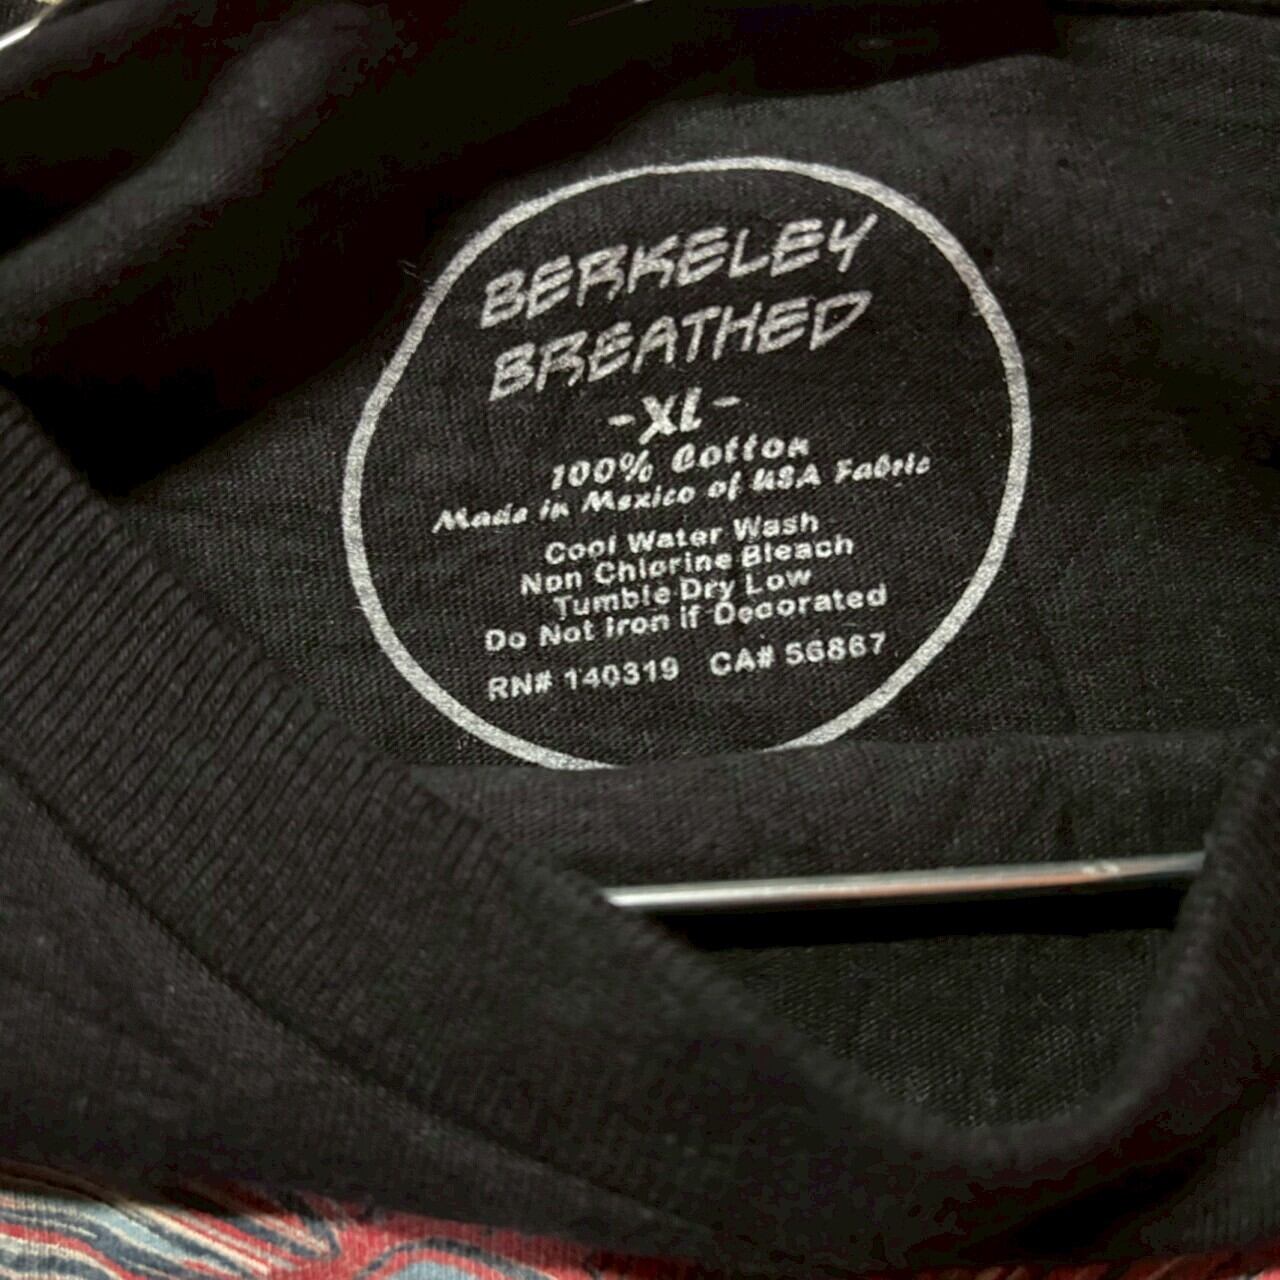 BERKELEY
BREATHED
-XL-
100% Cotton
Made in Mexico of USA Fabric
Cool Water Wash
Non Chlorine Bleach
Tumble Dry Low
Do Not Iron if Decorated
RN# 140319 CA# 56867